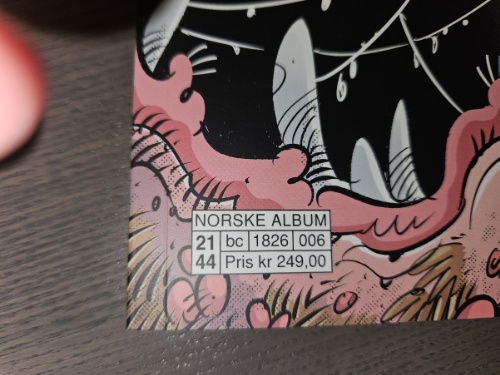 NORSKE ALBUM
21 bc 1826 006
44 Pris kr 249,00